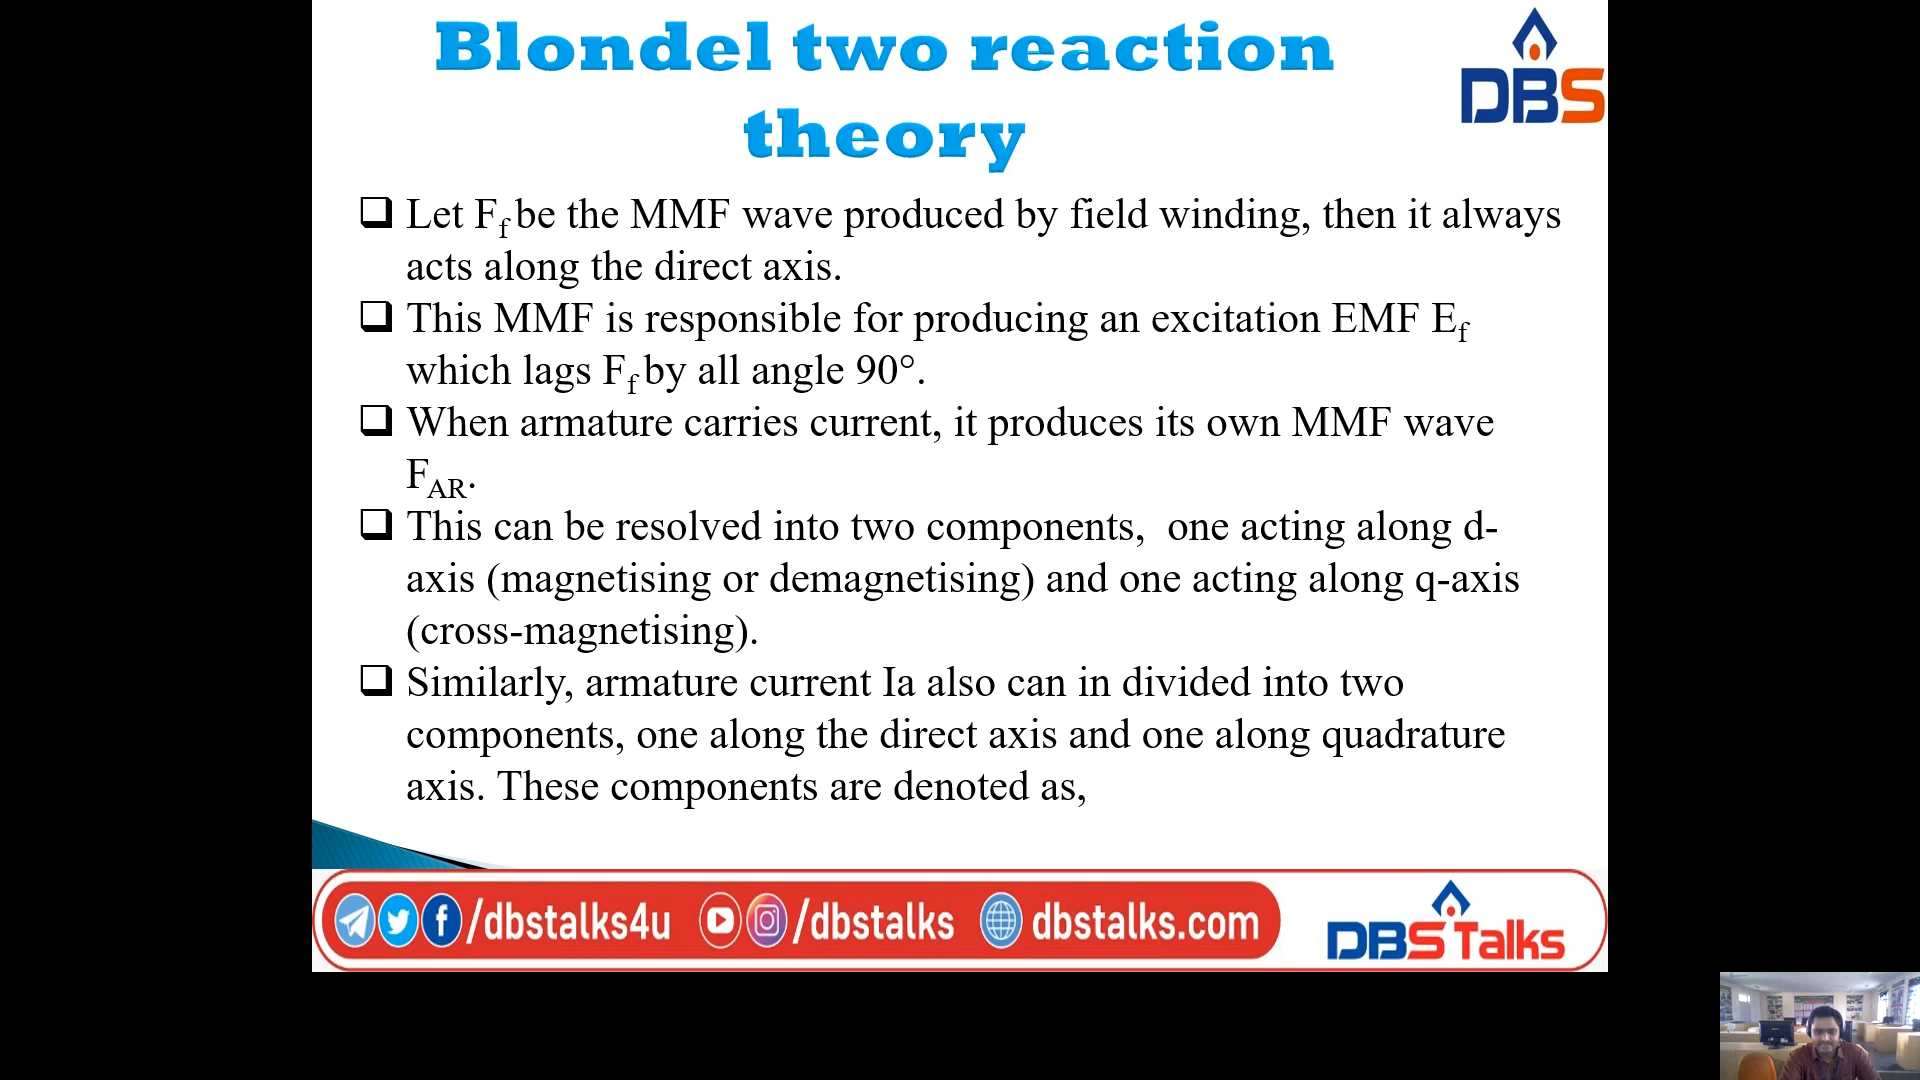 Blondel two reaction
theory
DBS
Let Ff be the MMF wave produced by field winding, then it always
acts along the direct axis.
This MMF is responsible for producing an excitation EMF Ef
which lags Ff by all angle 90°.
When armature carries current, it produces its own MMF wave
FAR.
This can be resolved into two components, one acting along d-
axis (magnetising or demagnetising) and one acting along q-axis
(cross-magnetising).
Similarly, armature current Ia also can in divided into two
components, one along the direct axis and one along quadrature
axis. These components are denoted as,
/dbstalks4u /dbstalks dbstalks.com
DBS Talks